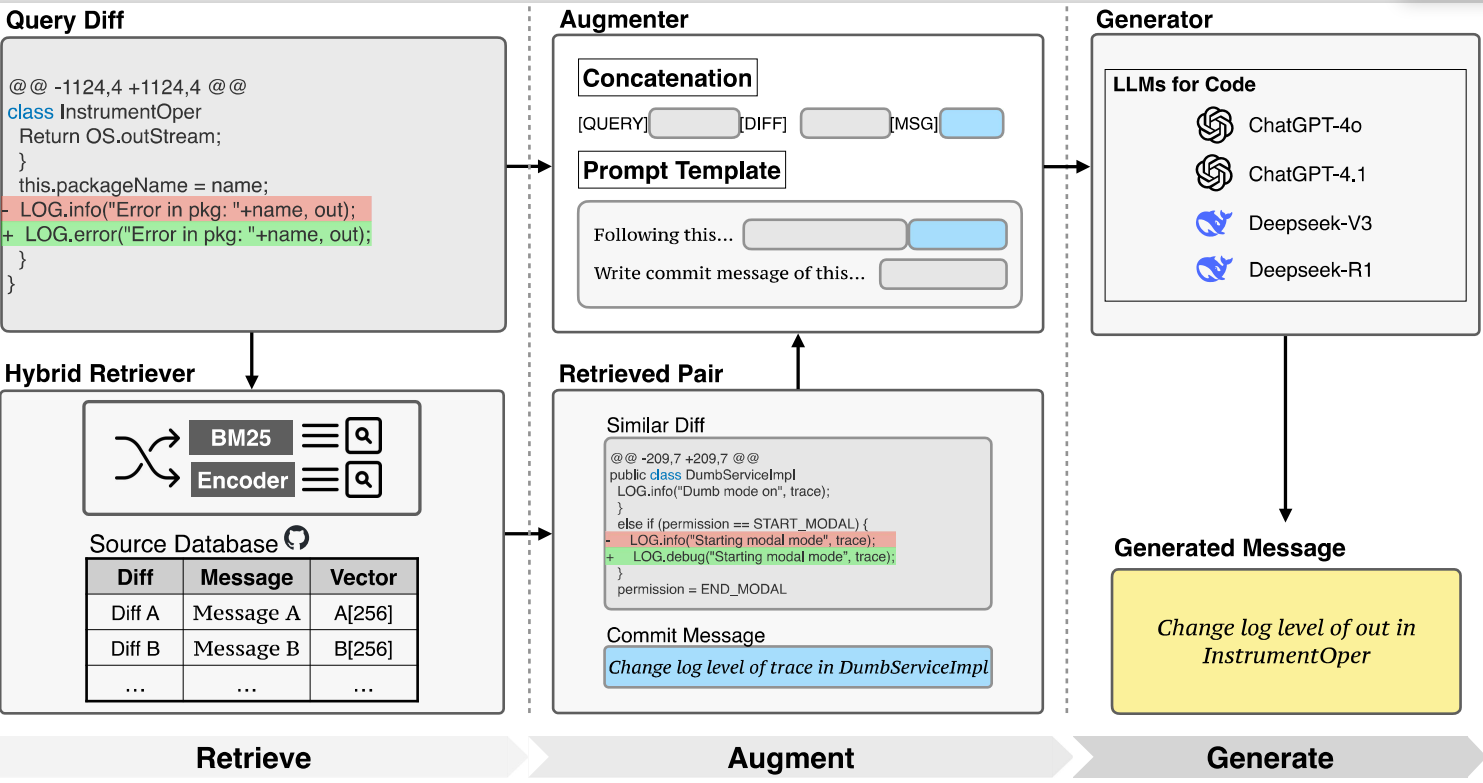 Query Diff
@@ -1124,4 +1124,4 @@
class InstrumentOper
Return OS.outStream;
}
this.packageName = name;
- LOG.info("Error in pkg: "+name, out);
+ LOG.error("Error in pkg: "+name, out);
}
}
Hybrid Retriever
BM25
Encoder
Source Database
Diff Message Vector
Diff A Message A A[256]
Diff B Message B B[256]
... ... ...
Retrieve
Augmenter
Concatenation
[QUERY] [DIFF] [MSG]
Prompt Template
Following this...
Write commit message of this...
Retrieved Pair
Similar Diff
@@ -209,7 +209,7 @@
public class DumbServiceImpl
LOG.info("Dumb mode on", trace);
}
else if (permission == START_MODAL) {
- LOG.info("Starting modal mode", trace);
+ LOG.debug("Starting modal mode", trace);
}
permission = END_MODAL
Commit Message
Change log level of trace in DumbServiceImpl
Augment
Generator
LLMs for Code
ChatGPT-4o
ChatGPT-4.1
Deepseek-V3
Deepseek-R1
Generated Message
Change log level of out in
InstrumentOper
Generate